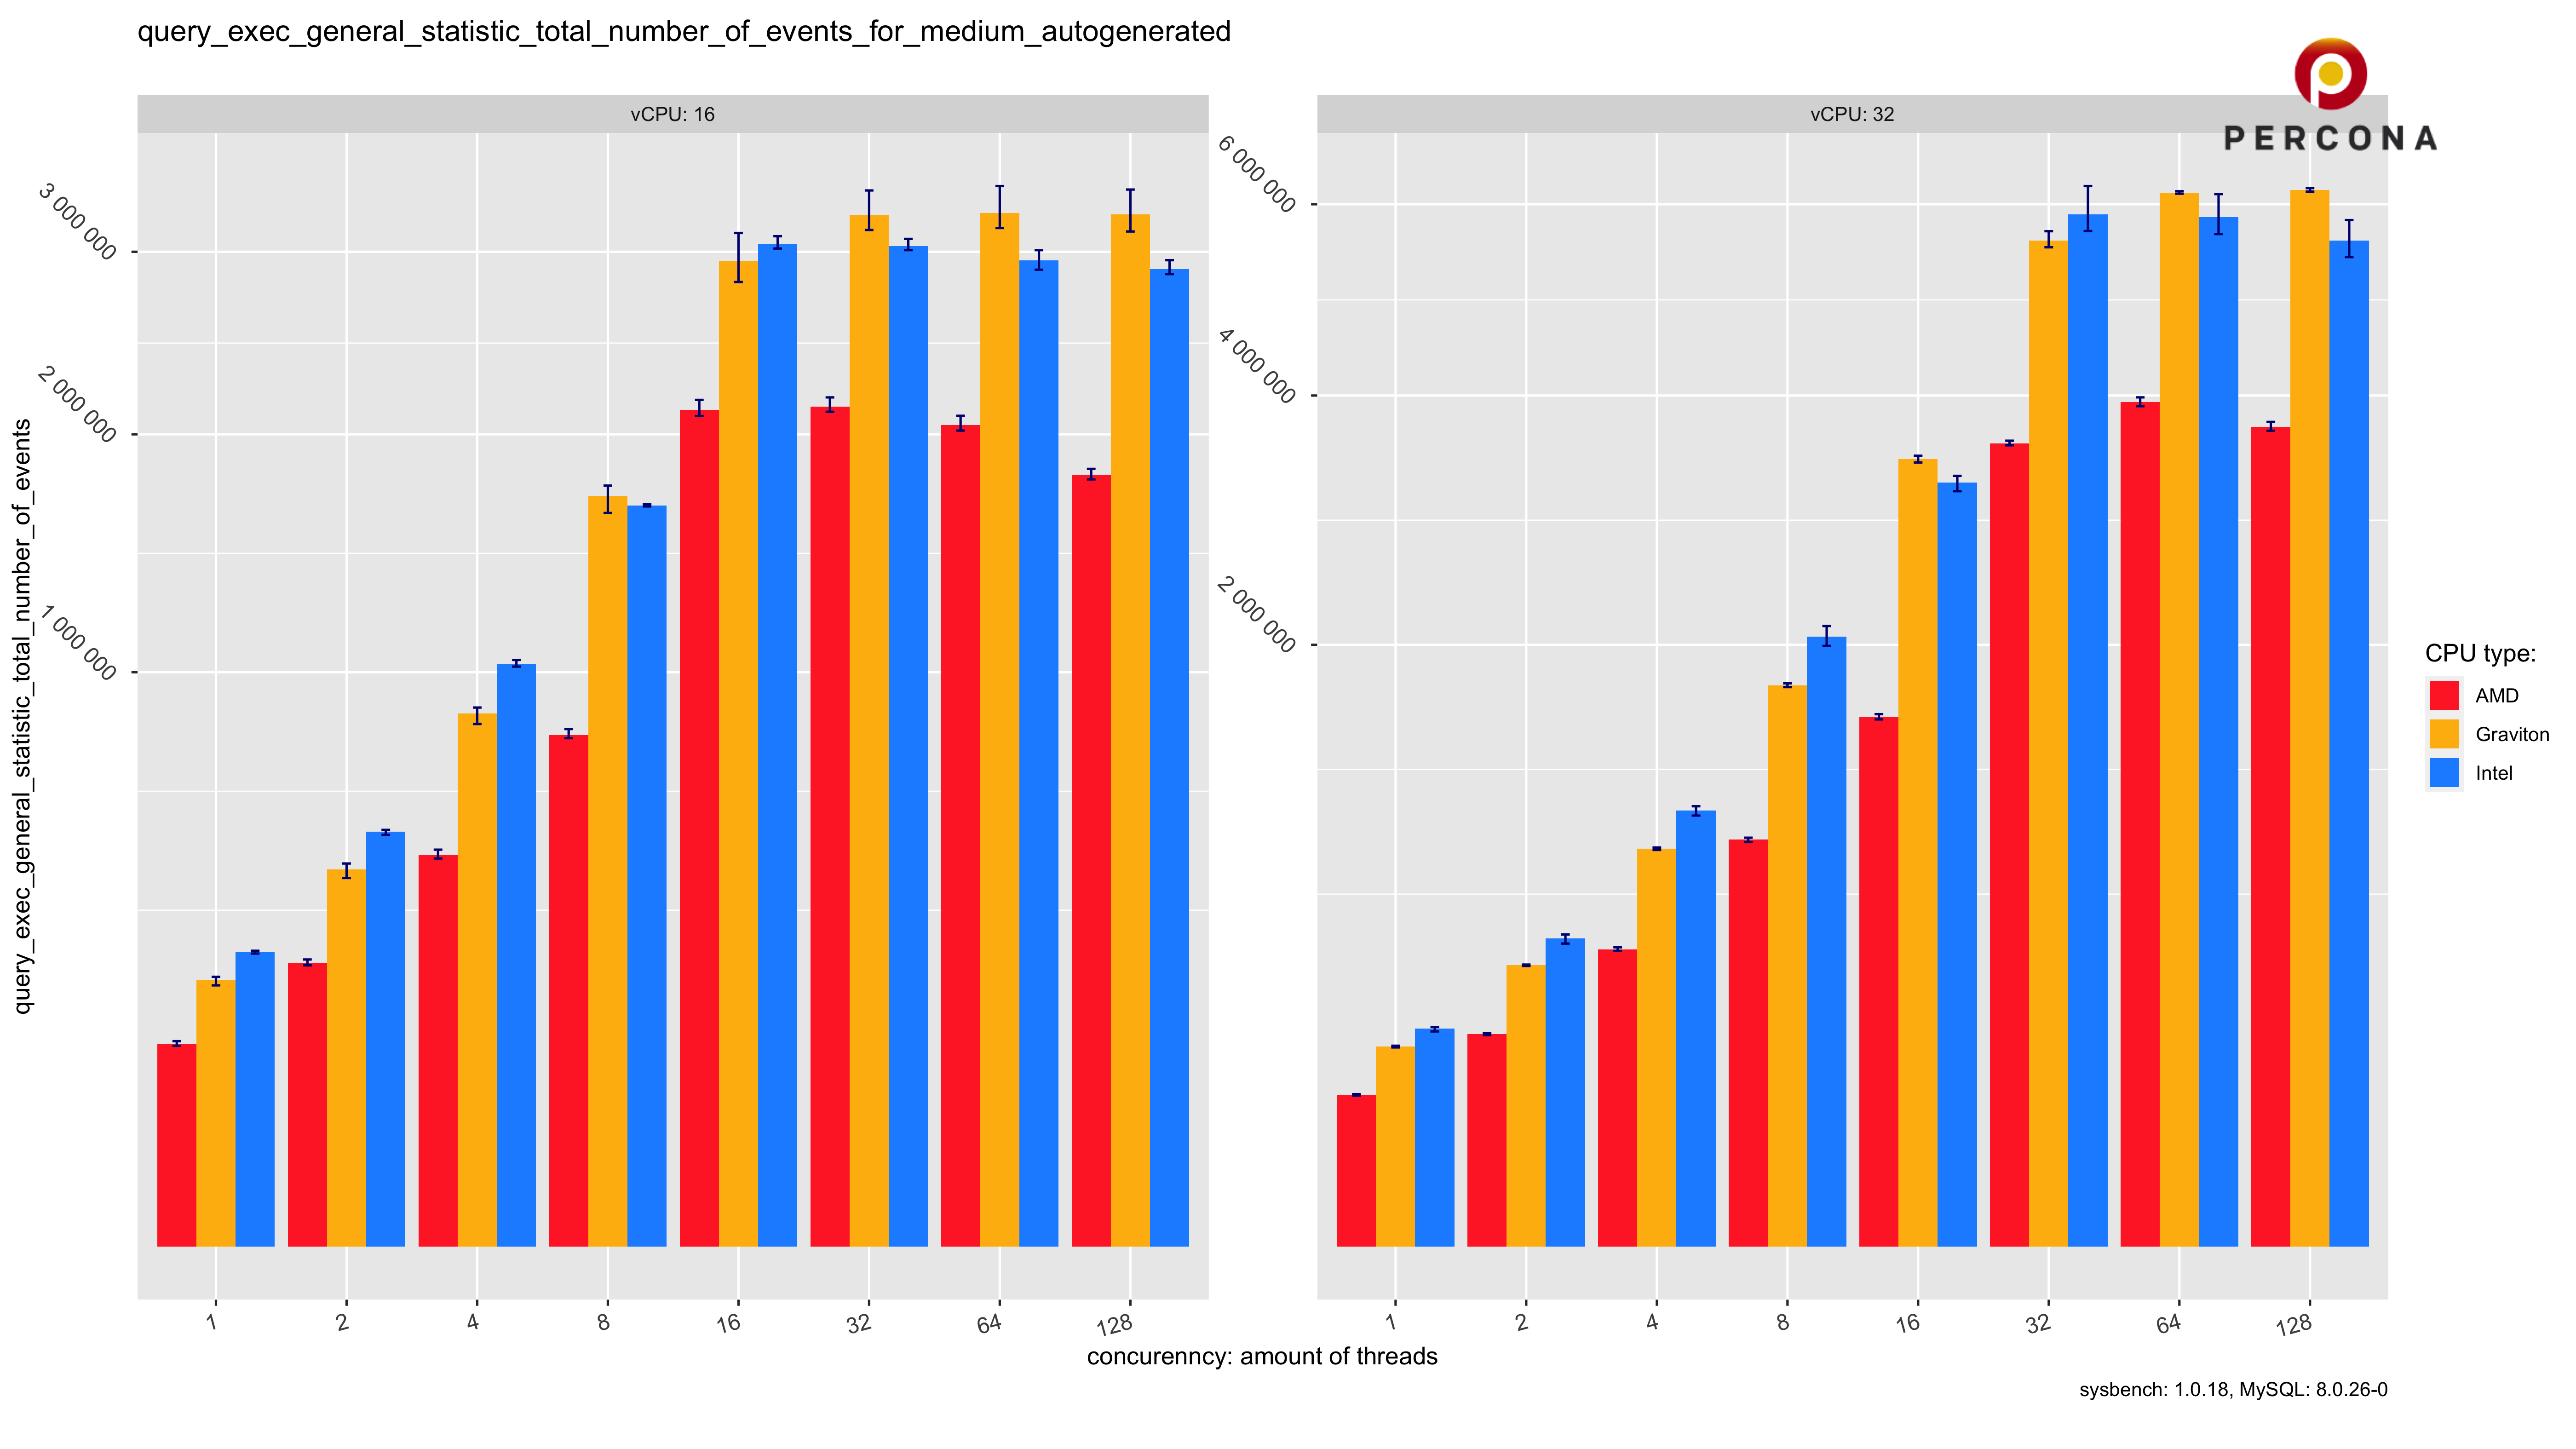 query_exec_general_statistic_total_number_of_events_for_medium_autogenerated
PERCONA
vCPU: 16
vCPU: 32
query_exec_general_statistic_total_number_of_events
3 000 000
2 000 000
1 000 000
6 000 000
4 000 000
2 000 000
1 2 4 8 16 32 64 128
1 2 4 8 16 32 64 128
concurenncy: amount of threads
CPU type:
AMD
Graviton
Intel
sysbench: 1.0.18, MySQL: 8.0.26-0